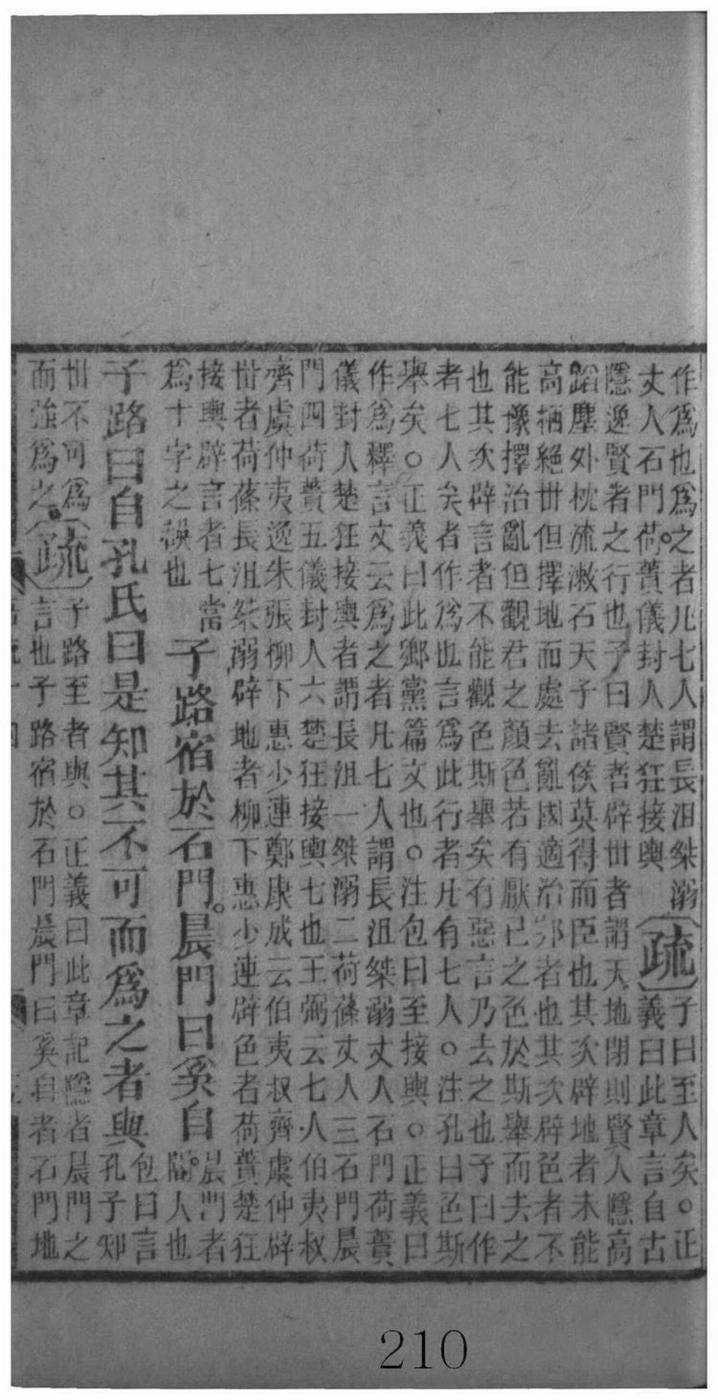 作爲也爲之者凡七人謂長沮桀溺
丈人石門荷蕢儀封人楚狂接輿
疏
子曰至人矣。正
義曰此章言自古
隱逸賢者之行也子曰賢者辟世者謂天地閉則賢人隱高
蹈塵外枕流漱石天子諸侯莫得而臣也其次辟地者未能
高栖絕世但擇地而處去亂國適治邦者也其次辟色者不
能豫擇治亂但觀君之顏色若有厭己之色於斯舉而去之
也其次辟言者不能觀色斯舉矣有惡言乃去之也子曰作
者七人矣者作爲也言爲此行者凡有七人。注孔曰色斯
舉矣。正義曰此鄉黨篇文也。注包曰至接輿。正義曰
作爲釋言文云爲之者凡七人謂長沮桀溺丈人石門荷蕢
儀封人楚狂接輿者謂長沮一桀溺二荷蓧丈人三石門晨
門四荷蕢五儀封人六楚狂接輿七也王弼云七人伯夷叔
齊虞仲夷逸朱張柳下惠少連鄭康成云伯夷叔齊虞仲辟
世者荷蓧長沮桀溺辟地者柳下惠少連辟色者荷蕢楚狂
接輿辟言者七當
爲十字之誤也
子路宿於石門。晨門曰奚自。
晨門者
閽人也
子路曰自孔氏曰是知其不可而爲之者與
包曰言
孔子知
世不可爲
而強爲之
疏
子路至者與。正義曰此章記隱者晨門之
言也子路宿於石門晨門曰奚自者石門地
210